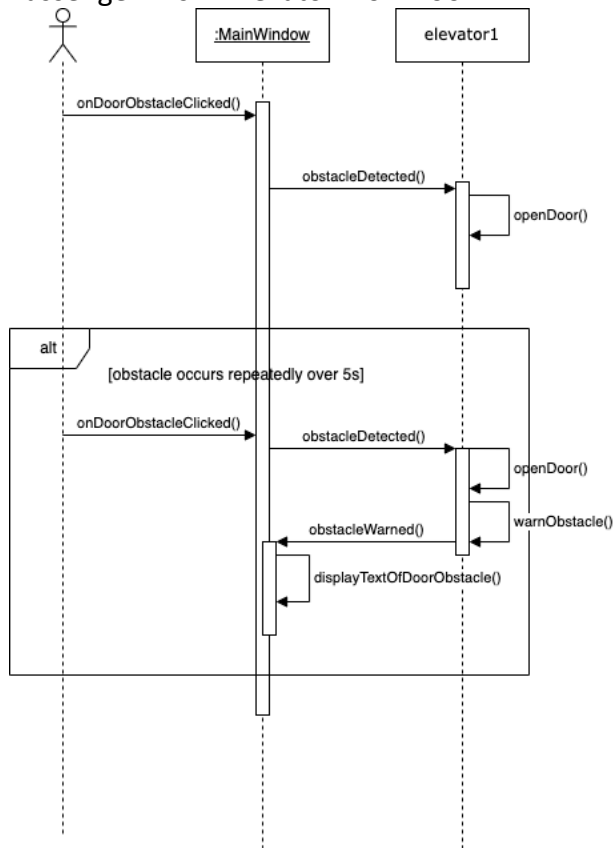 :MainWindow
elevator1
onDoorObstacleClicked()
obstacleDetected()
openDoor()
alt
[obstacle occurs repeatedly over 5s]
onDoorObstacleClicked()
obstacleDetected()
openDoor()
warnObstacle()
obstacleWarned()
displayTextOfDoorObstacle()